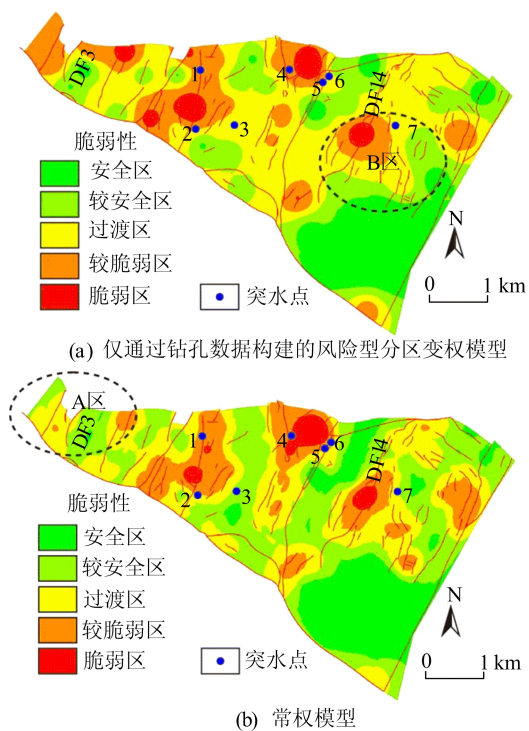 DF3
1
4
5
6
DF14
2
3
7
B区
脆弱性
安全区
较安全区
过渡区
较脆弱区
脆弱区
突水点
N
0 1 km
(a) 仅通过钻孔数据构建的风险型分区变权模型
A区
DF3
1
4
5
6
DF14
2
3
7
脆弱性
安全区
较安全区
过渡区
较脆弱区
脆弱区
突水点
N
0 1 km
(b) 常权模型